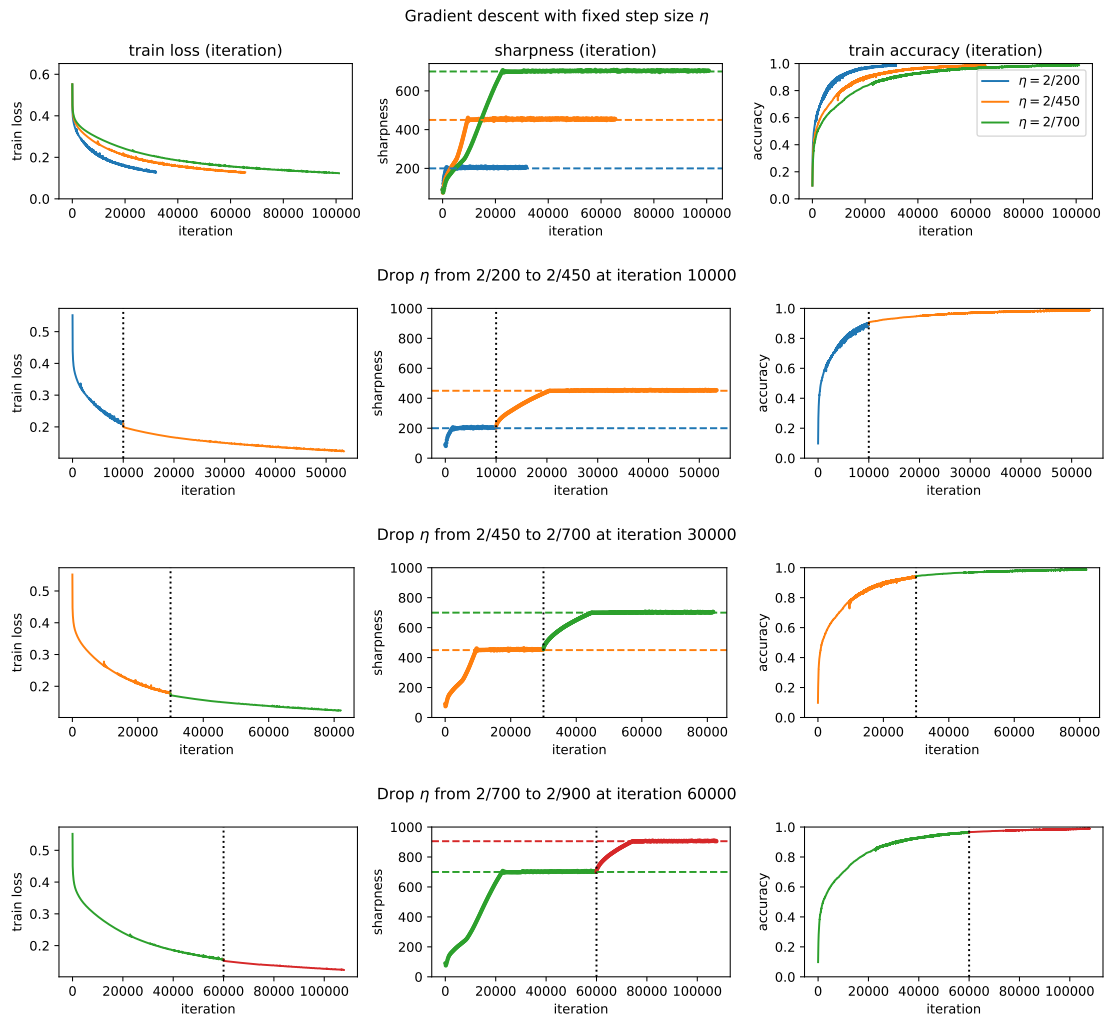 Gradient descent with fixed step size η
train loss (iteration)
sharpness (iteration)
train accuracy (iteration)
train loss
0.6
0.4
0.2
0.0
0 20000 40000 60000 80000 100000
iteration
sharpness
600
400
200
0 20000 40000 60000 80000 100000
iteration
accuracy
1.0
0.8
0.6
0.4
0.2
0.0
η = 2/200
η = 2/450
η = 2/700
0 20000 40000 60000 80000 100000
iteration
Drop η from 2/200 to 2/450 at iteration 10000
train loss
0.5
0.4
0.3
0.2
0 10000 20000 30000 40000 50000
iteration
sharpness
1000
800
600
400
200
0
0 10000 20000 30000 40000 50000
iteration
accuracy
1.0
0.8
0.6
0.4
0.2
0.0
0 10000 20000 30000 40000 50000
iteration
Drop η from 2/450 to 2/700 at iteration 30000
train loss
0.5
0.4
0.3
0.2
0 20000 40000 60000 80000
iteration
sharpness
1000
800
600
400
200
0
0 20000 40000 60000 80000
iteration
accuracy
1.0
0.8
0.6
0.4
0.2
0.0
0 20000 40000 60000 80000
iteration
Drop η from 2/700 to 2/900 at iteration 60000
train loss
0.5
0.4
0.3
0.2
0 20000 40000 60000 80000 100000
iteration
sharpness
1000
800
600
400
200
0
0 20000 40000 60000 80000 100000
iteration
accuracy
1.0
0.8
0.6
0.4
0.2
0.0
0 20000 40000 60000 80000 100000
iteration